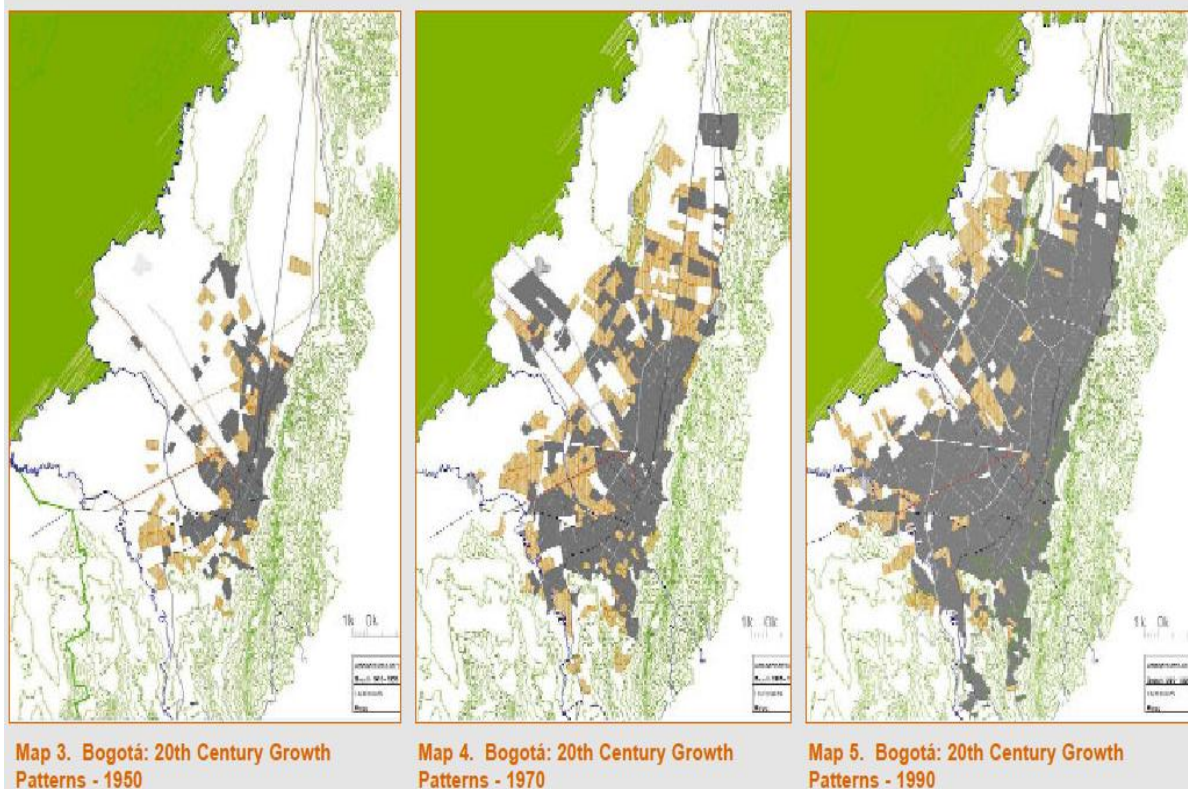 Map 3. Bogotá: 20th Century Growth
Patterns - 1950
Map 4. Bogotá: 20th Century Growth
Patterns - 1970
Map 5. Bogotá: 20th Century Growth
Patterns - 1990